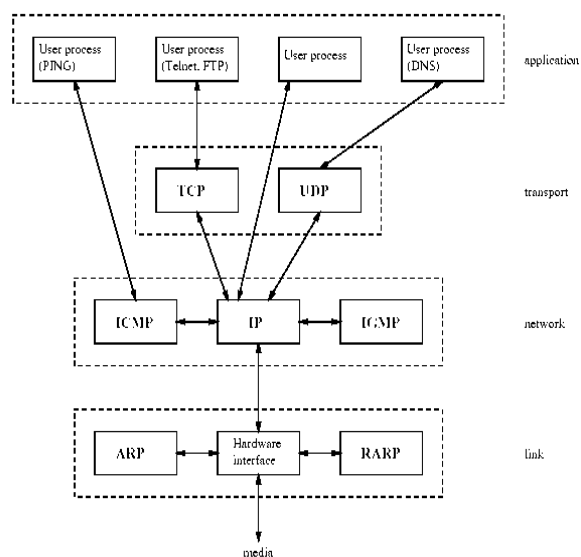 User process
(PING)
User process
(Telnet, FTP)
User process
User process
(DNS)
application
TCP
UDP
transport
ICMP
IP
IGMP
network
ARP
Hardware
interface
RARP
link
media